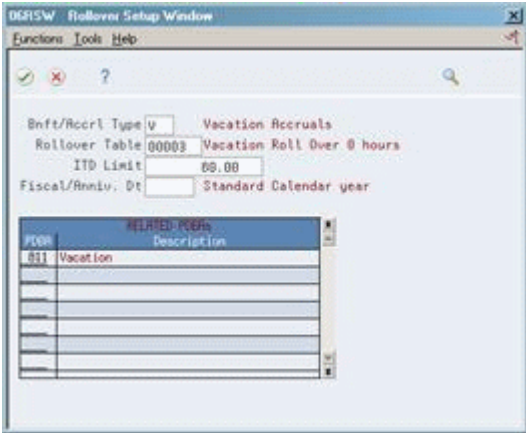 06RSW Rollover Setup Window
Functions Tools Help
?
Bnft/Accrl Type V Vacation Accruals
Rollover Table 00003 Vacation Roll Over 0 hours
ITD Limit 80.00
Fiscal/Anniv. Dt Standard Calendar year
RELATED PDBAs
PDBA Description
811 Vacation